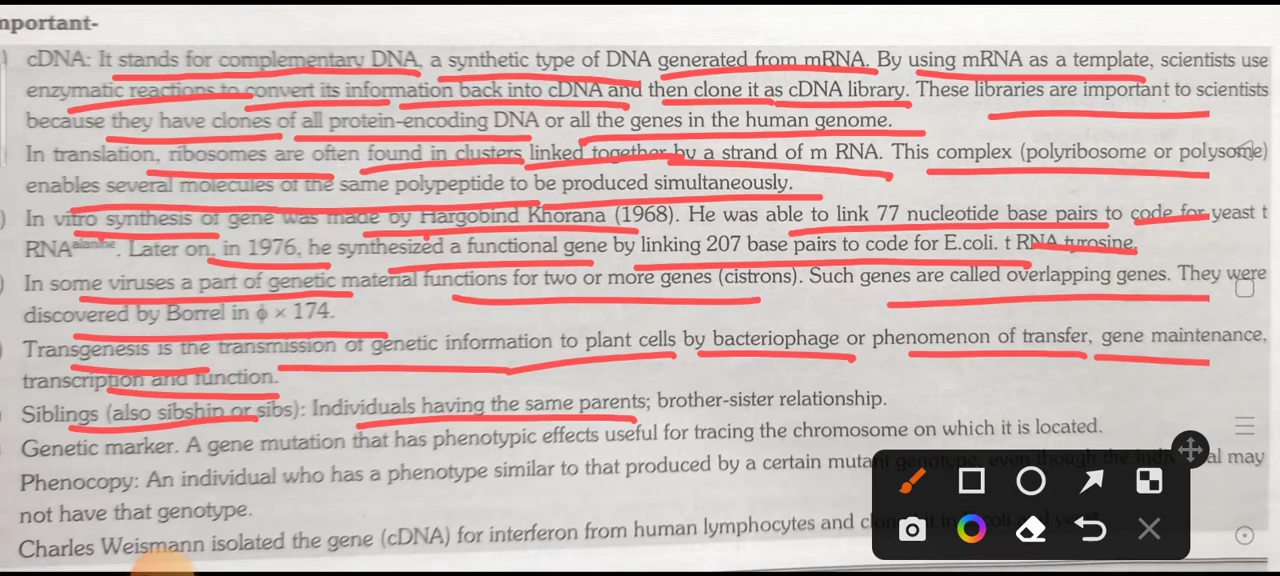 mportant-
) cDNA: It stands for complementary DNA, a synthetic type of DNA generated from mRNA. By using mRNA as a template, scientists use
enzymatic reactions to convert its information back into cDNA and then clone it as cDNA library. These libraries are important to scientists
because they have clones of all protein-encoding DNA or all the genes in the human genome.
In translation, ribosomes are often found in clusters linked together by a strand of m RNA. This complex (polyribosome or polysome)
enables several molecules of the same polypeptide to be produced simultaneously.
) In vitro synthesis of gene was made by Hargobind Khorana (1968). He was able to link 77 nucleotide base pairs to code for yeast t
RNAalanine. Later on, in 1976, he synthesized a functional gene by linking 207 base pairs to code for E.coli. t RNA tyrosine.
) In some viruses a part of genetic material functions for two or more genes (cistrons). Such genes are called overlapping genes. They were
discovered by Borrel in ϕ × 174.
Transgenesis is the transmission of genetic information to plant cells by bacteriophage or phenomenon of transfer, gene maintenance,
transcription and function.
Siblings (also sibship or sibs): Individuals having the same parents; brother-sister relationship.
Genetic marker. A gene mutation that has phenotypic effects useful for tracing the chromosome on which it is located.
Phenocopy: An individual who has a phenotype similar to that produced by a certain mutant genotype, even though the may
not have that genotype.
Charles Weismann isolated the gene (cDNA) for interferon from human lymphocytes and